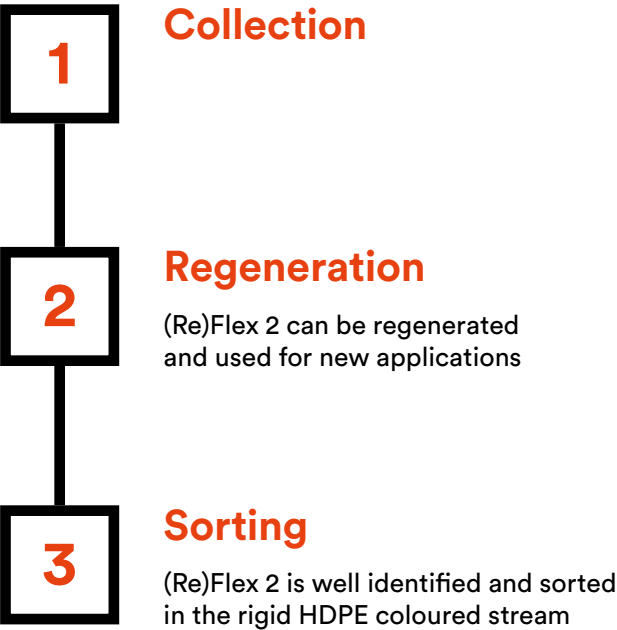 1
Collection
2
Regeneration
(Re)Flex 2 can be regenerated
and used for new applications
3
Sorting
(Re)Flex 2 is well identified and sorted
in the rigid HDPE coloured stream